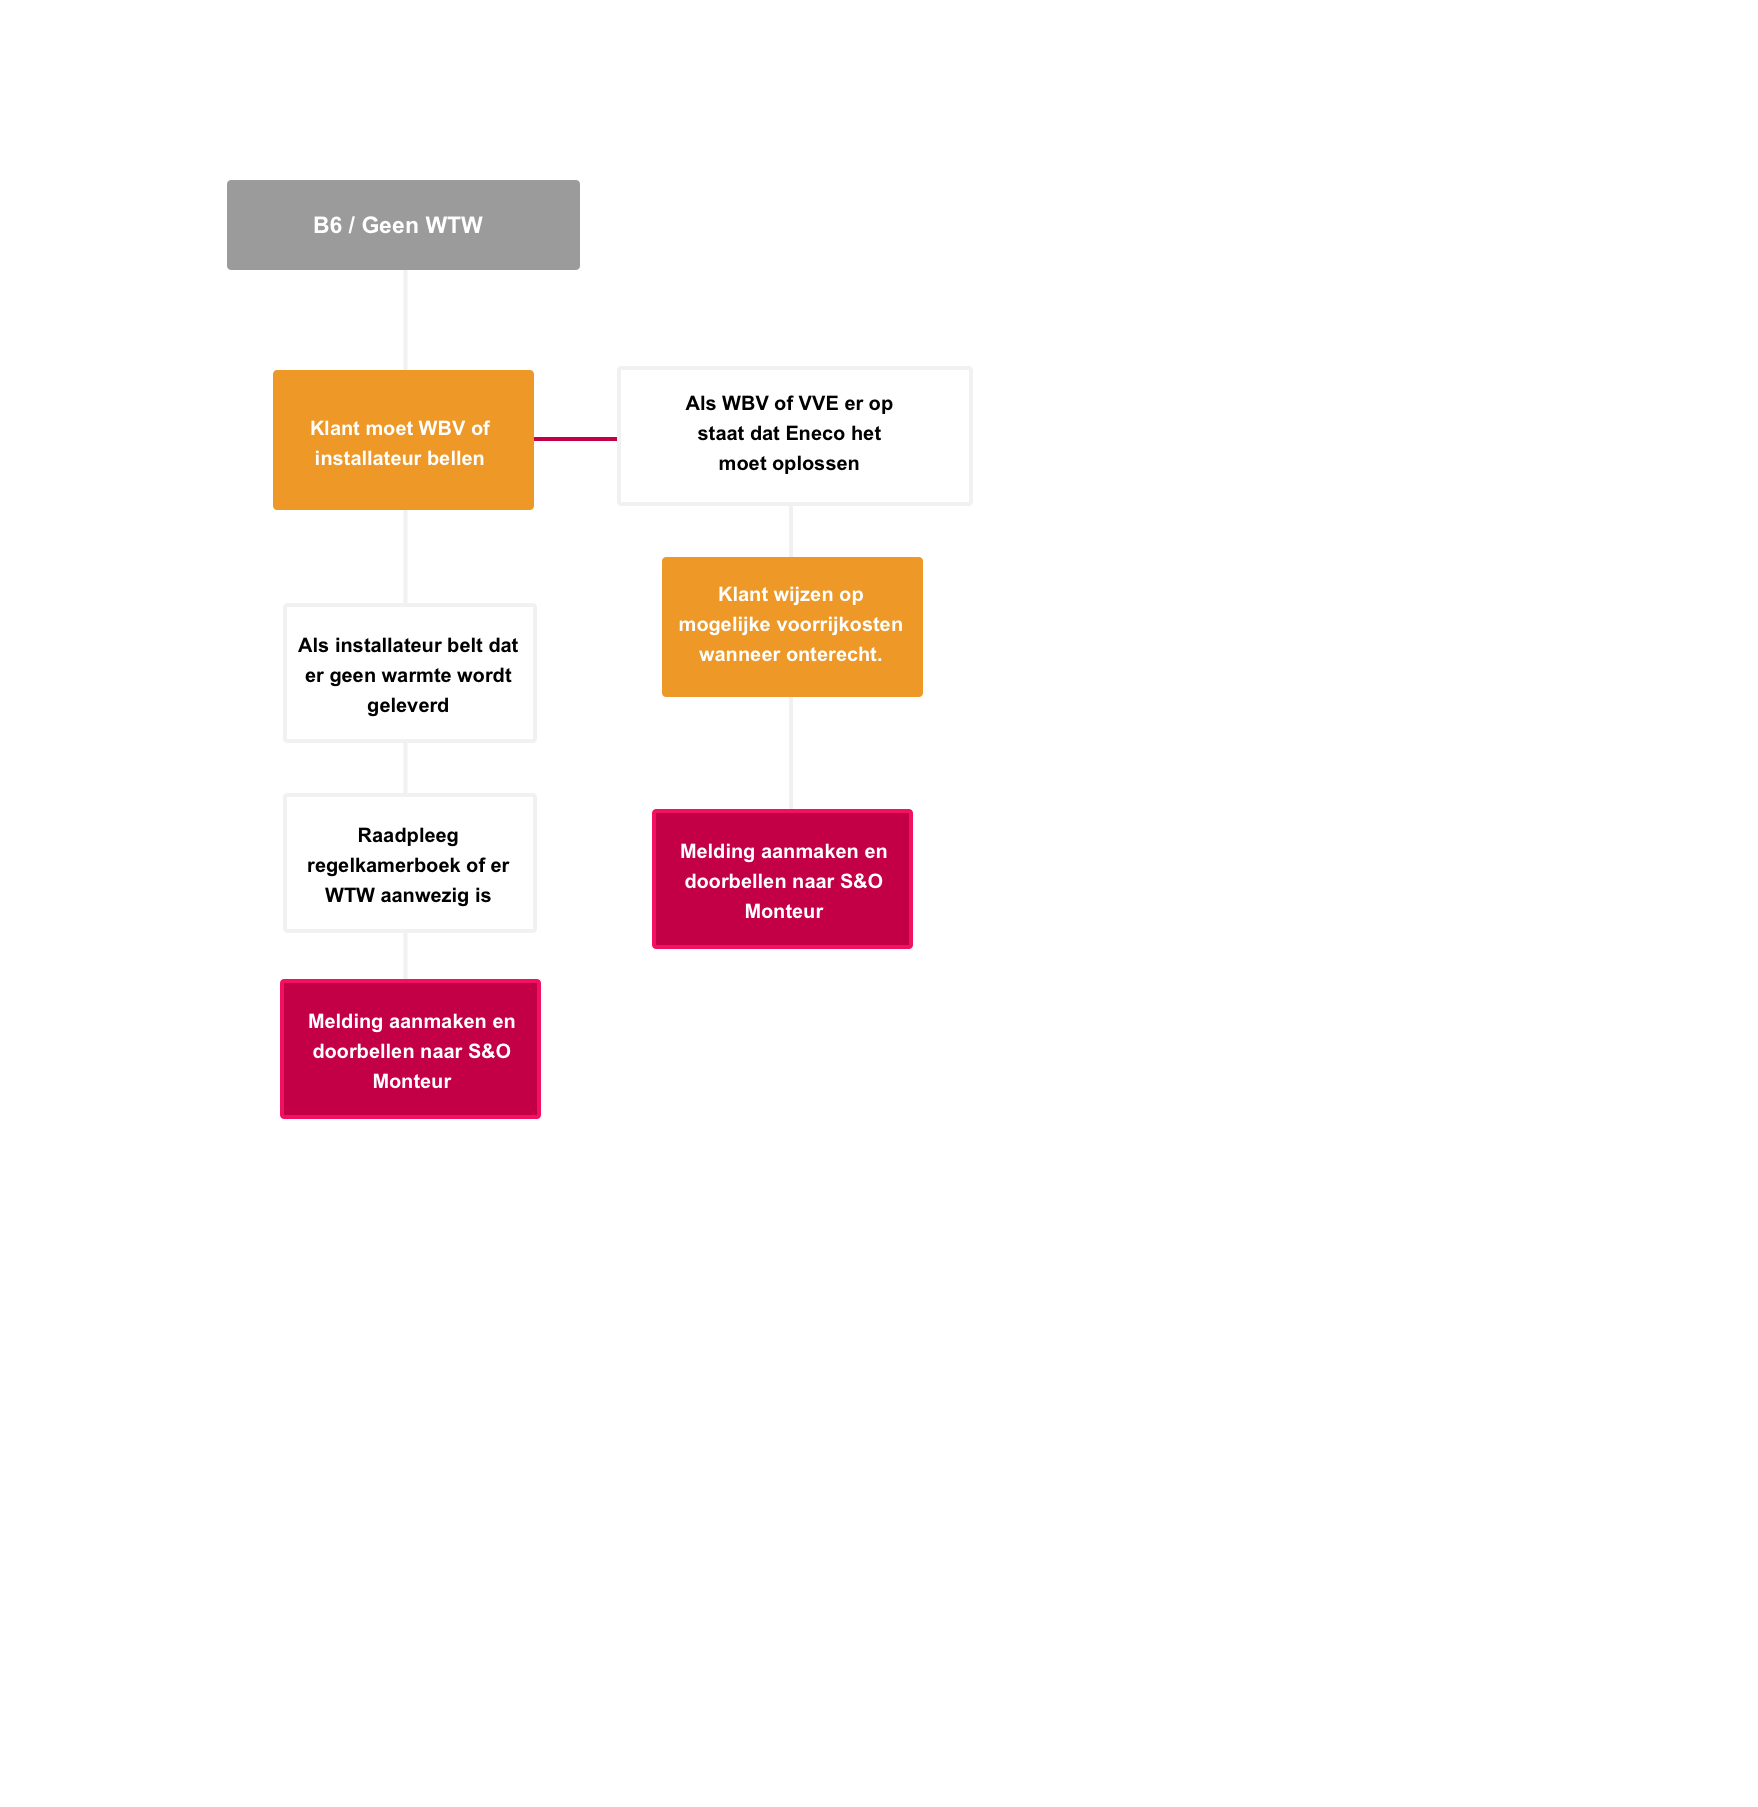 B6 / Geen WTW
Klant moet WBV of
installateur bellen
Als WBV of VVE er op
staat dat Eneco het
moet oplossen
Klant wijzen op
mogelijke voorrijkosten
wanneer onterecht.
Als installateur belt dat
er geen warmte wordt
geleverd
Raadpleeg
regelkamerboek of er
WTW aanwezig is
Melding aanmaken en
doorbellen naar S&O
Monteur
Melding aanmaken en
doorbellen naar S&O
Monteur